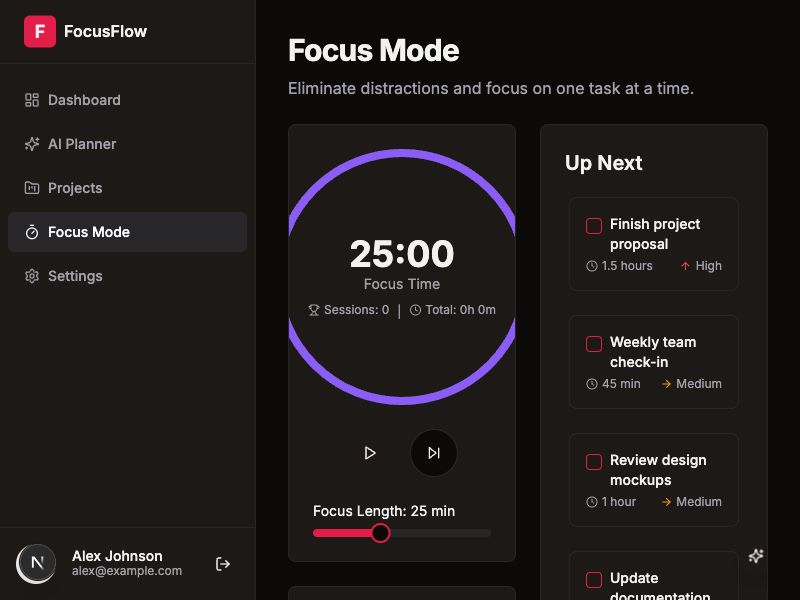 F FocusFlow
Dashboard
AI Planner
Projects
Focus Mode
Settings
N
Alex Johnson
alex@example.com
Focus Mode
Eliminate distractions and focus on one task at a time.
25:00
Focus Time
Sessions: 0 | Total: 0h 0m
Focus Length: 25 min
Up Next
Finish project
proposal
1.5 hours High
Weekly team
check-in
45 min Medium
Review design
mockups
1 hour Medium
Update
documentation